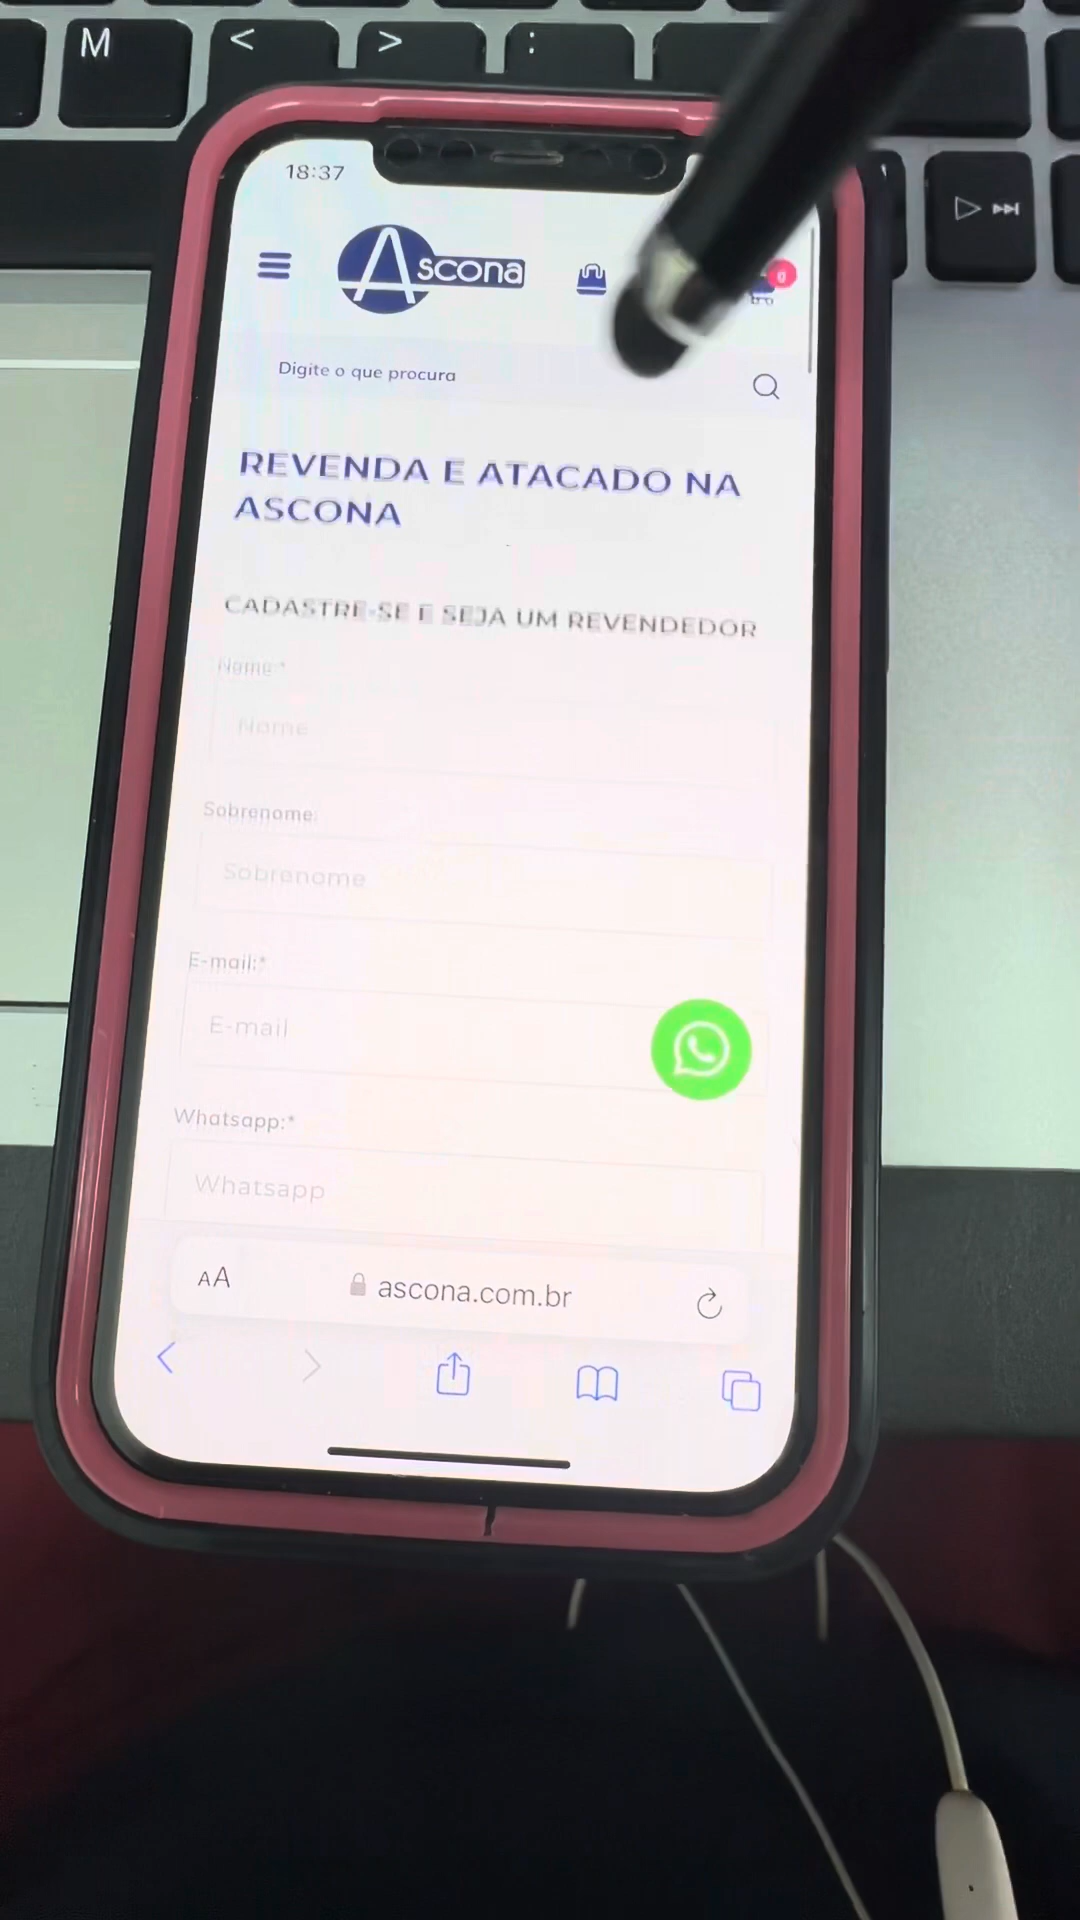 M < > :
18:37
Ascona
0
Digite o que procura
REVENDA E ATACADO NA
ASCONA
CADASTRE-SE E SEJA UM REVENDEDOR
Nome:*
Nome
Sobrenome:
Sobrenome
E-mail:*
E-mail
Whatsapp:*
Whatsapp
AA ascona.com.br